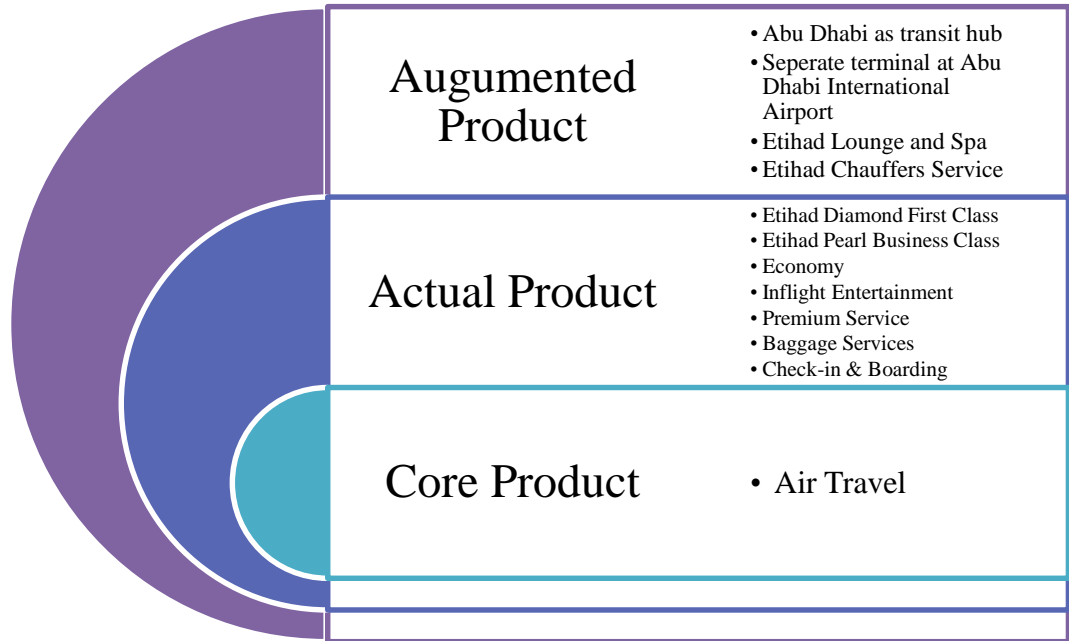 Augumented
Product
• Abu Dhabi as transit hub
• Seperate terminal at Abu
Dhabi International
Airport
• Etihad Lounge and Spa
• Etihad Chauffers Service
Actual Product
• Etihad Diamond First Class
• Etihad Pearl Business Class
• Economy
• Inflight Entertainment
• Premium Service
• Baggage Services
• Check-in & Boarding
Core Product
• Air Travel